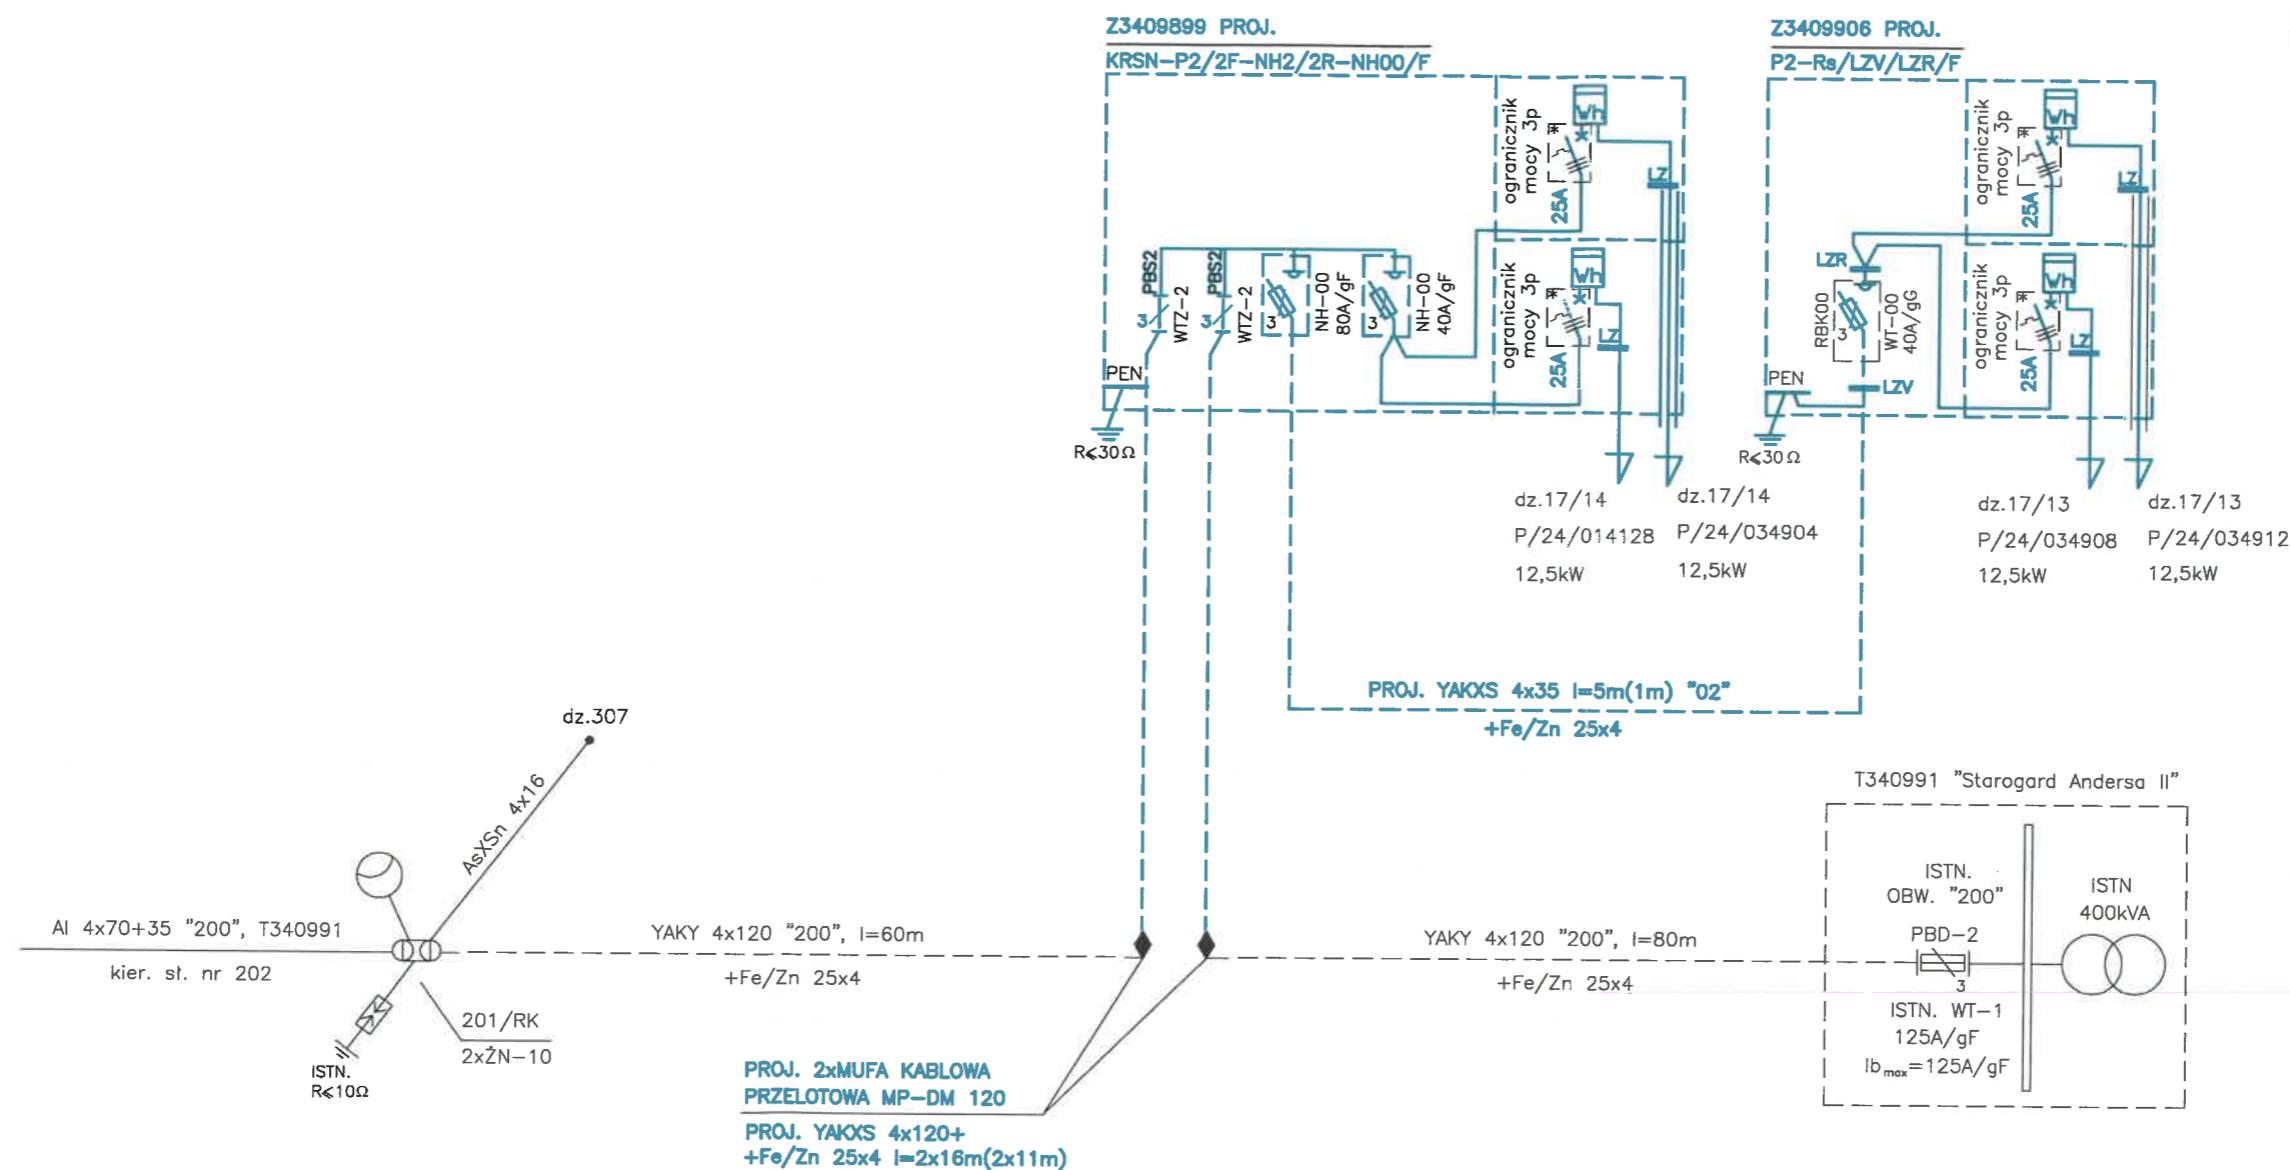 Z3409899 PROJ.
KRSN-P2/2F-NH2/2R-NH00/F
Z3409906 PROJ.
P2-Rs/LZV/LZR/F
ogranicznik
mocy 3p
25A
Wh
*
LZ
ogranicznik
mocy 3p
25A
Wh
*
LZ
PBS2
3
WTZ-2
PBS2
3
WTZ-2
3
NH-00
80A/gF
3
NH-00
40A/gF
PEN
R⩽30Ω
ogranicznik
mocy 3p
25A
Wh
*
LZ
ogranicznik
mocy 3p
25A
Wh
*
LZ
LZR
RBK00
3
WT-00
40A/gG
LZV
PEN
R⩽30Ω
dz.17/14
P/24/014128
12,5kW
dz.17/14
P/24/034904
12,5kW
dz.17/13
P/24/034908
12,5kW
dz.17/13
P/24/034912
12,5kW
PROJ. YAKXS 4x35 l=5m(1m) "02"
+Fe/Zn 25x4
dz.307
AsXSn 4x16
Al 4x70+35 "200", T340991
kier. st. nr 202
YAKY 4x120 "200", l=60m
+Fe/Zn 25x4
YAKY 4x120 "200", l=80m
+Fe/Zn 25x4
201/RK
2xŻN-10
ISTN.
R⩽10Ω
T340991 "Starogard Andersa II"
ISTN.
OBW. "200"
PBD-2
3
ISTN. WT-1
125A/gF
Ibmax=125A/gF
ISTN
400kVA
PROJ. 2xMUFA KABLOWA
PRZELOTOWA MP-DM 120
PROJ. YAKXS 4x120+
+Fe/Zn 25x4 l=2x16m(2x11m)